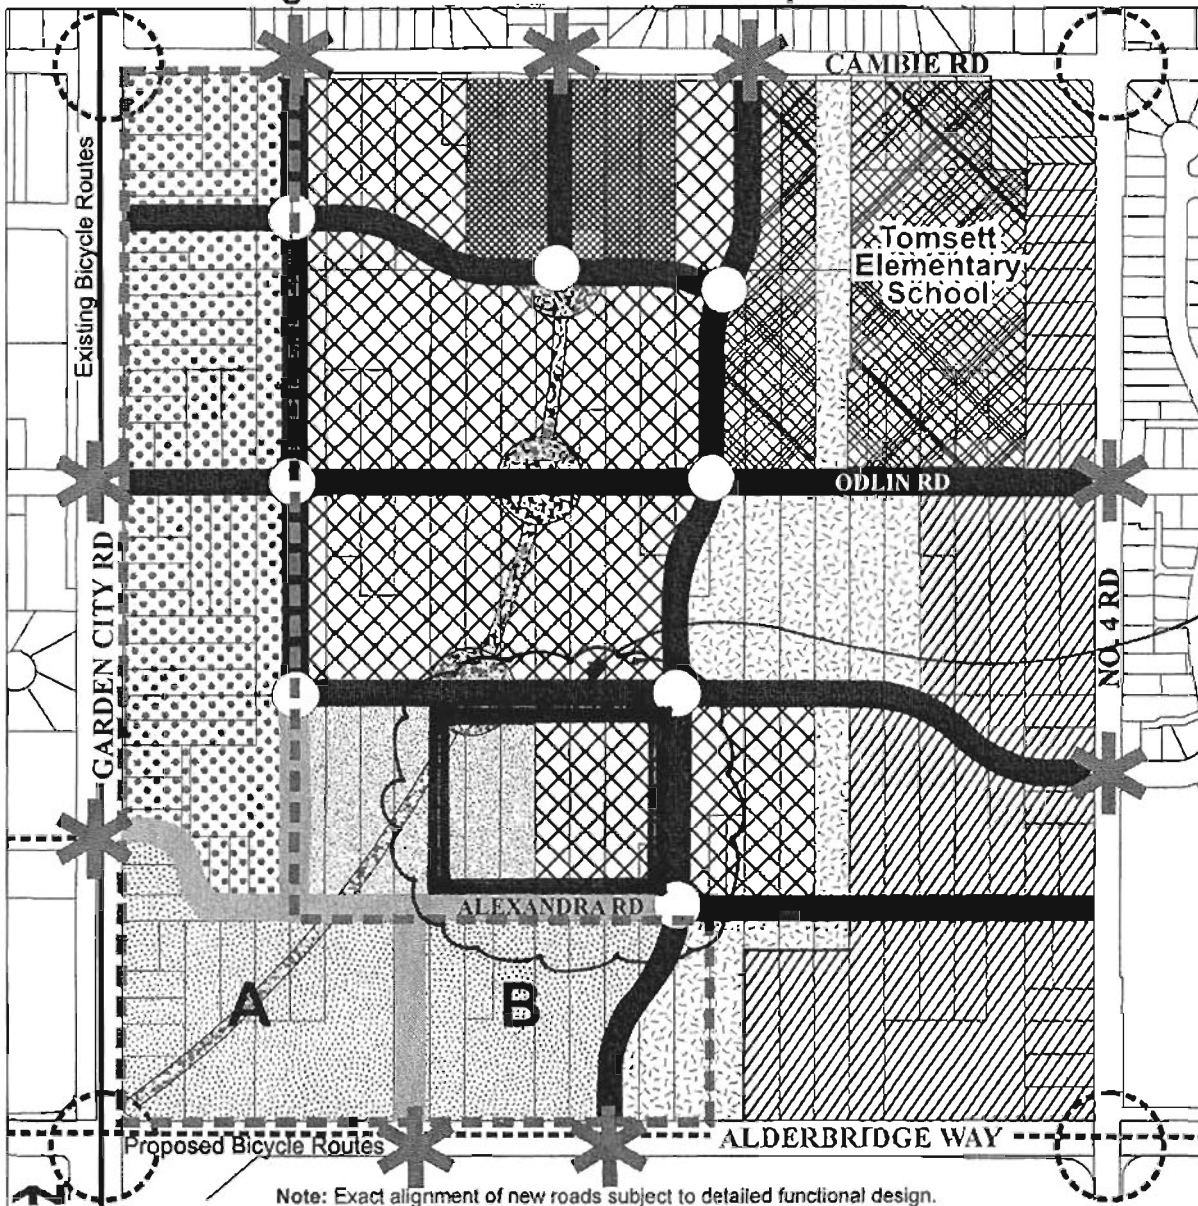 CAMBIE RD
Existing Bicycle Routes
Tomsett
Elementary
School
ODLIN RD
GARDEN CITY RD
NO. 4 RD
ALEXANDRA RD
A
B
Proposed Bicycle Routes
ALDERBRIDGE WAY
Note: Exact alignment of new roads subject to detailed functional design.